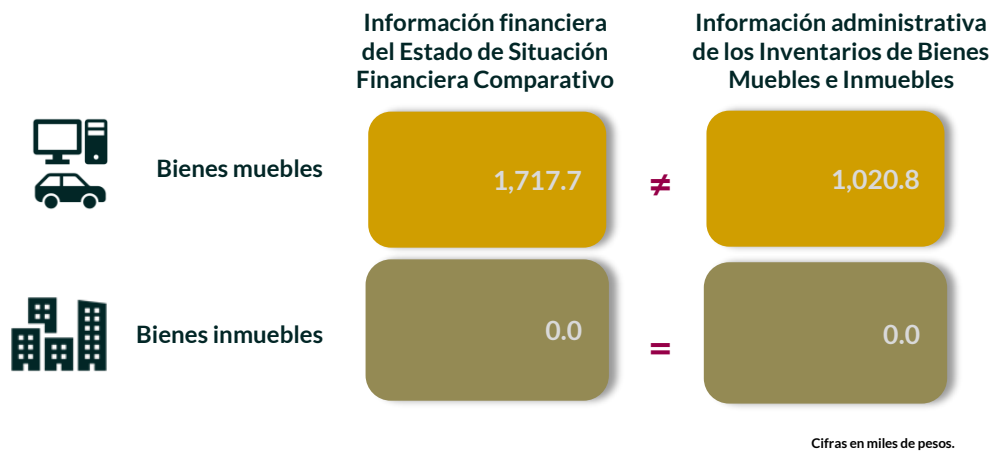 Información financiera
del Estado de Situación
Financiera Comparativo
Información administrativa
de los Inventarios de Bienes
Muebles e Inmuebles
Bienes muebles
1,717.7
≠
1,020.8
Bienes inmuebles
0.0
=
0.0
Cifras en miles de pesos.